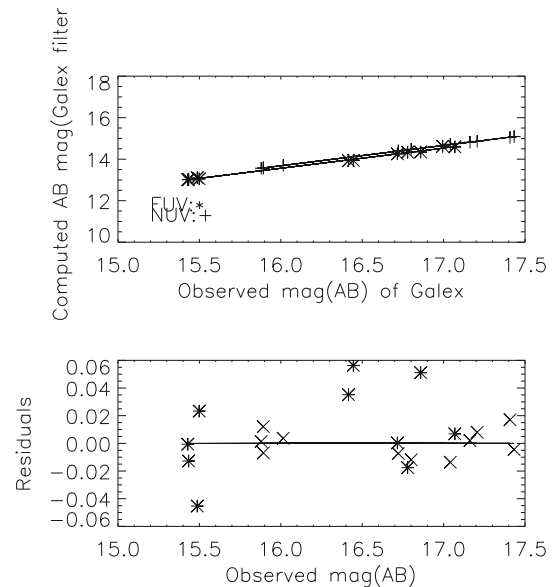 Computed AB mag(Galex filter
18
16
14
12
10
FUV:*
NUV:+
15.0 15.5 16.0 16.5 17.0 17.5
Observed mag(AB) of Galex
Residuals
0.06
0.04
0.02
0.00
-0.02
-0.04
-0.06
15.0 15.5 16.0 16.5 17.0 17.5
Observed mag(AB)